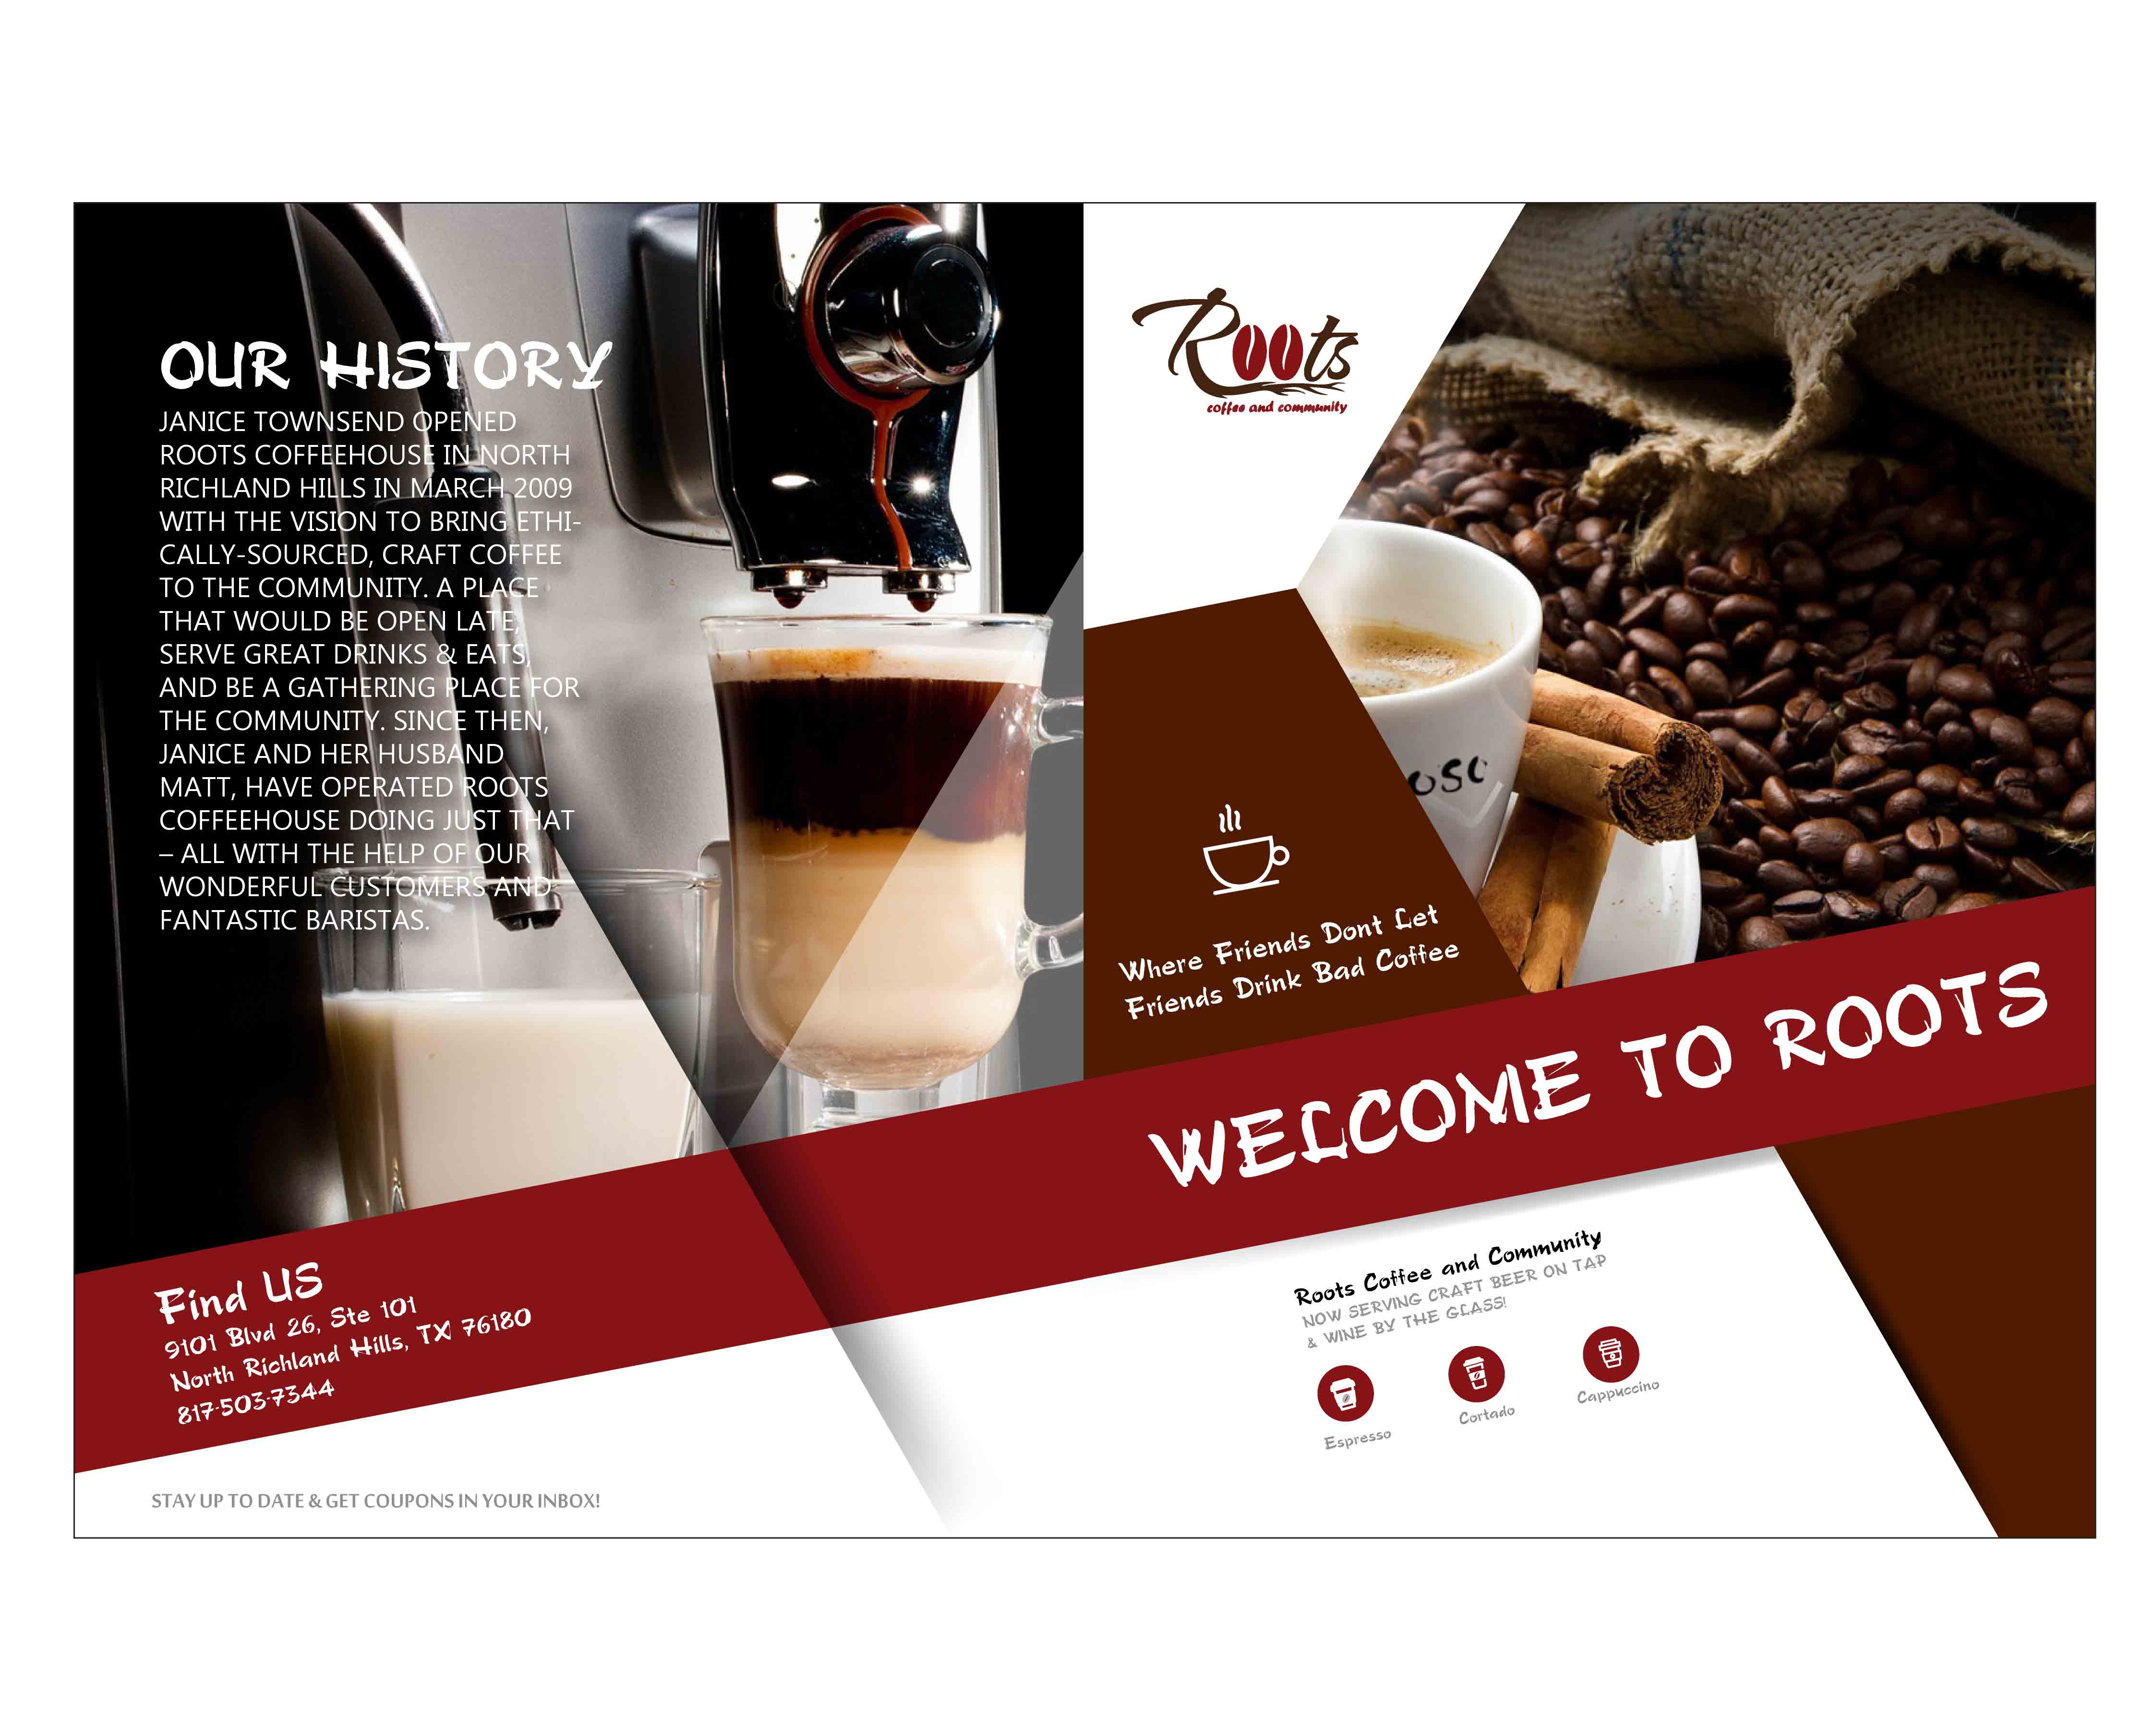 OUR HISTORY
JANICE TOWNSEND OPENED
ROOTS COFFEEHOUSE IN NORTH
RICHLAND HILLS IN MARCH 2009
WITH THE VISION TO BRING ETHI-
CALLY-SOURCED, CRAFT COFFEE
TO THE COMMUNITY. A PLACE
THAT WOULD BE OPEN LATE,
SERVE GREAT DRINKS & EATS,
AND BE A GATHERING PLACE FOR
THE COMMUNITY. SINCE THEN,
JANICE AND HER HUSBAND
MATT, HAVE OPERATED ROOTS
COFFEEHOUSE DOING JUST THAT
– ALL WITH THE HELP OF OUR
WONDERFUL CUSTOMERS AND
FANTASTIC BARISTAS.
Find US
9101 Blvd 26, Ste 101
North Richland Hills, TX 76180
817-503-7344
STAY UP TO DATE & GET COUPONS IN YOUR INBOX!
Roots
coffee and community
OSO
Where Friends Dont Let
Friends Drink Bad Coffee
WELCOME TO ROOTS
Roots Coffee and Community
NOW SERVING CRAFT BEER ON TAP
& WINE BY THE GLASS!
Espresso
Cortado
Cappuccino